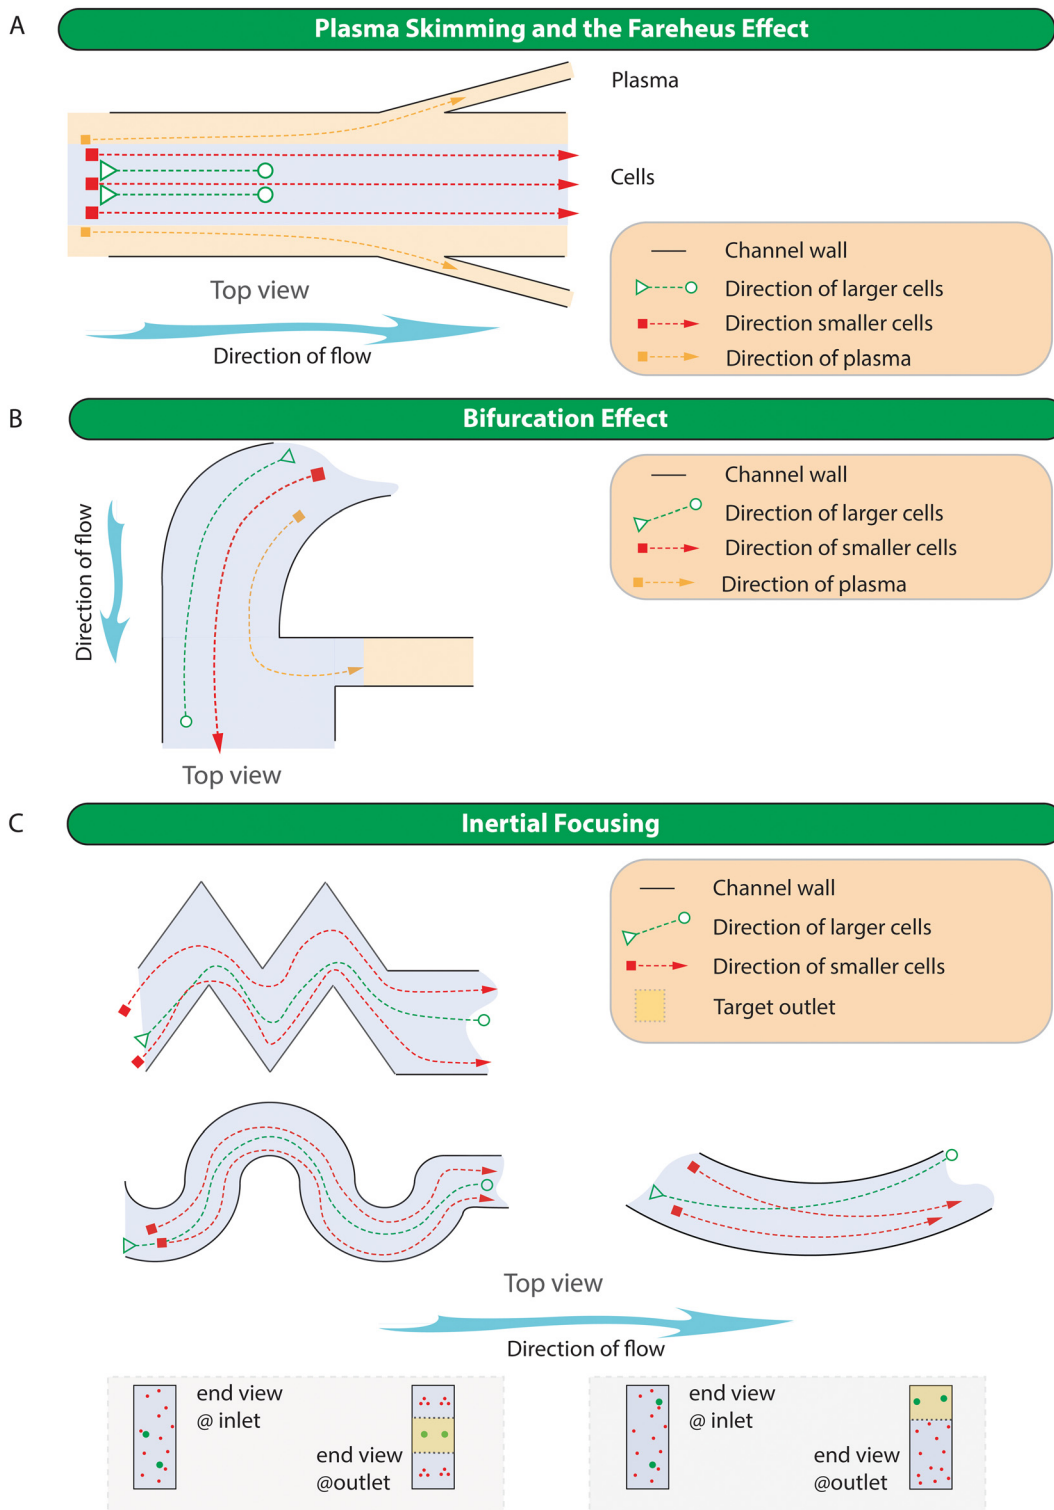 A
Plasma Skimming and the Fareheus Effect
Plasma
Cells
Channel wall
Direction of larger cells
Direction smaller cells
Direction of plasma
Top view
Direction of flow
B
Bifurcation Effect
Direction of flow
Channel wall
Direction of larger cells
Direction of smaller cells
Direction of plasma
Top view
C
Inertial Focusing
Channel wall
Direction of larger cells
Direction of smaller cells
Target outlet
Top view
Direction of flow
end view
@ inlet
end view
@outlet
end view
@ inlet
end view
@outlet